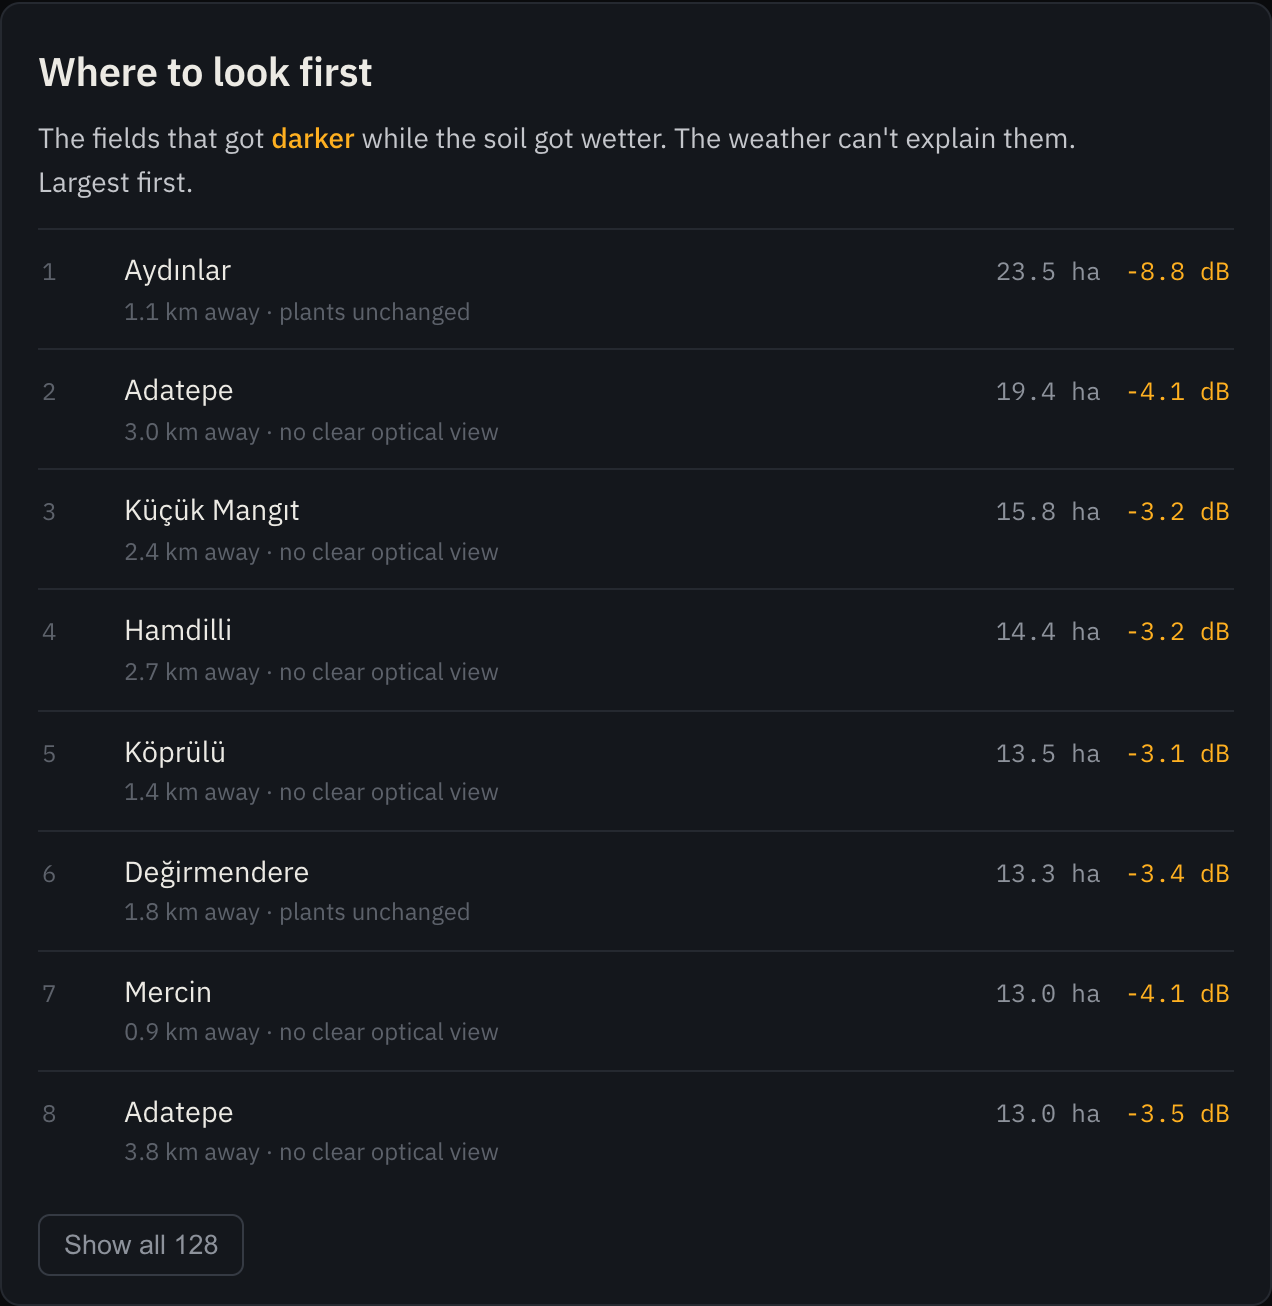 Where to look first
The fields that got darker while the soil got wetter. The weather can't explain them.
Largest first.
1 Aydınlar 23.5 ha -8.8 dB
1.1 km away · plants unchanged
2 Adatepe 19.4 ha -4.1 dB
3.0 km away · no clear optical view
3 Küçük Mangıt 15.8 ha -3.2 dB
2.4 km away · no clear optical view
4 Hamdilli 14.4 ha -3.2 dB
2.7 km away · no clear optical view
5 Köprülü 13.5 ha -3.1 dB
1.4 km away · no clear optical view
6 Değirmendere 13.3 ha -3.4 dB
1.8 km away · plants unchanged
7 Mercin 13.0 ha -4.1 dB
0.9 km away · no clear optical view
8 Adatepe 13.0 ha -3.5 dB
3.8 km away · no clear optical view
Show all 128